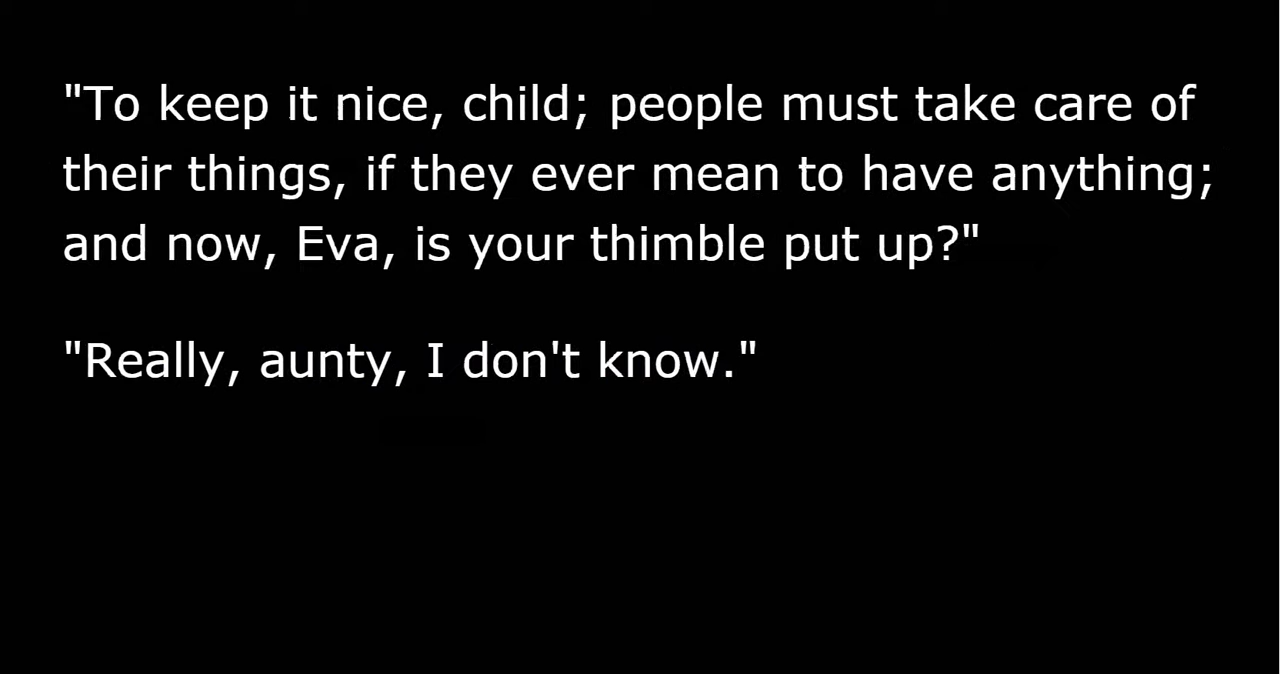 "To keep it nice, child; people must take care of
their things, if they ever mean to have anything;
and now, Eva, is your thimble put up?"
"Really, aunty, I don't know."